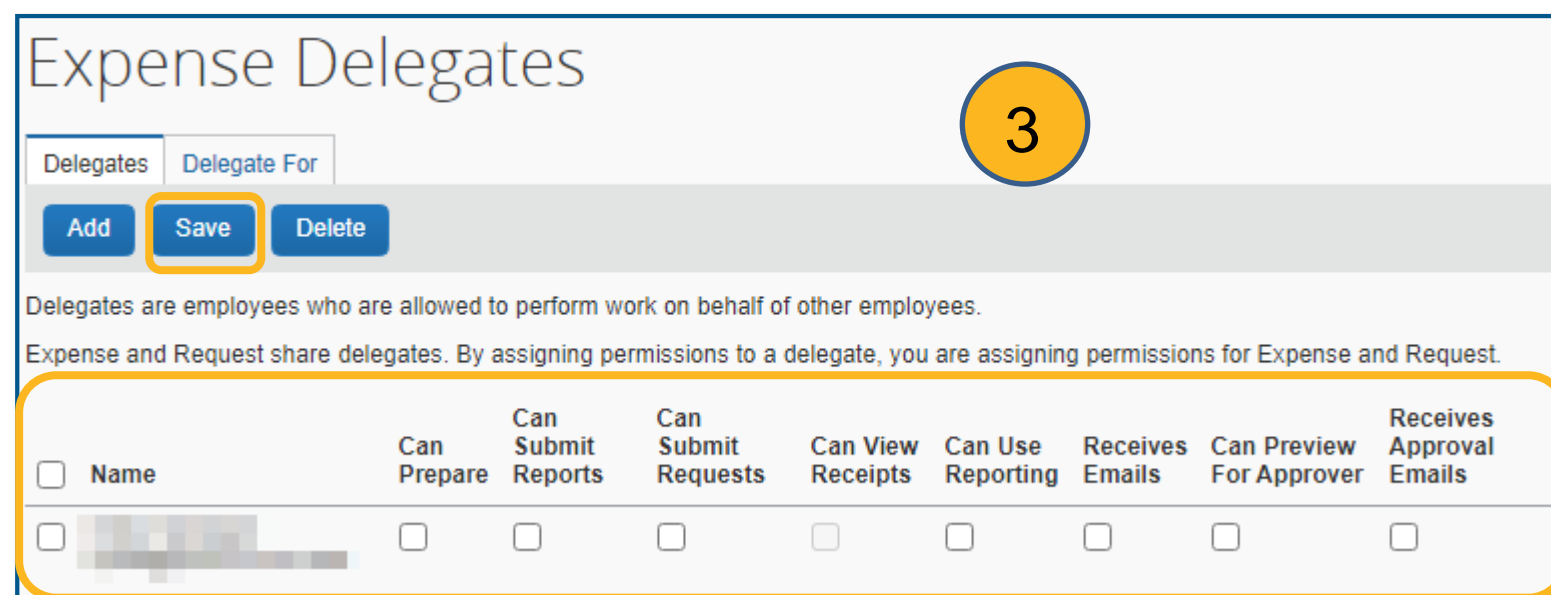 Expense Delegates
3
Delegates Delegate For
Add Save Delete
Delegates are employees who are allowed to perform work on behalf of other employees.
Expense and Request share delegates. By assigning permissions to a delegate, you are assigning permissions for Expense and Request.
Name
Can
Prepare
Can
Submit
Reports
Can
Submit
Requests
Can View
Receipts
Can Use
Reporting
Receives
Emails
Can Preview
For Approver
Receives
Approval
Emails